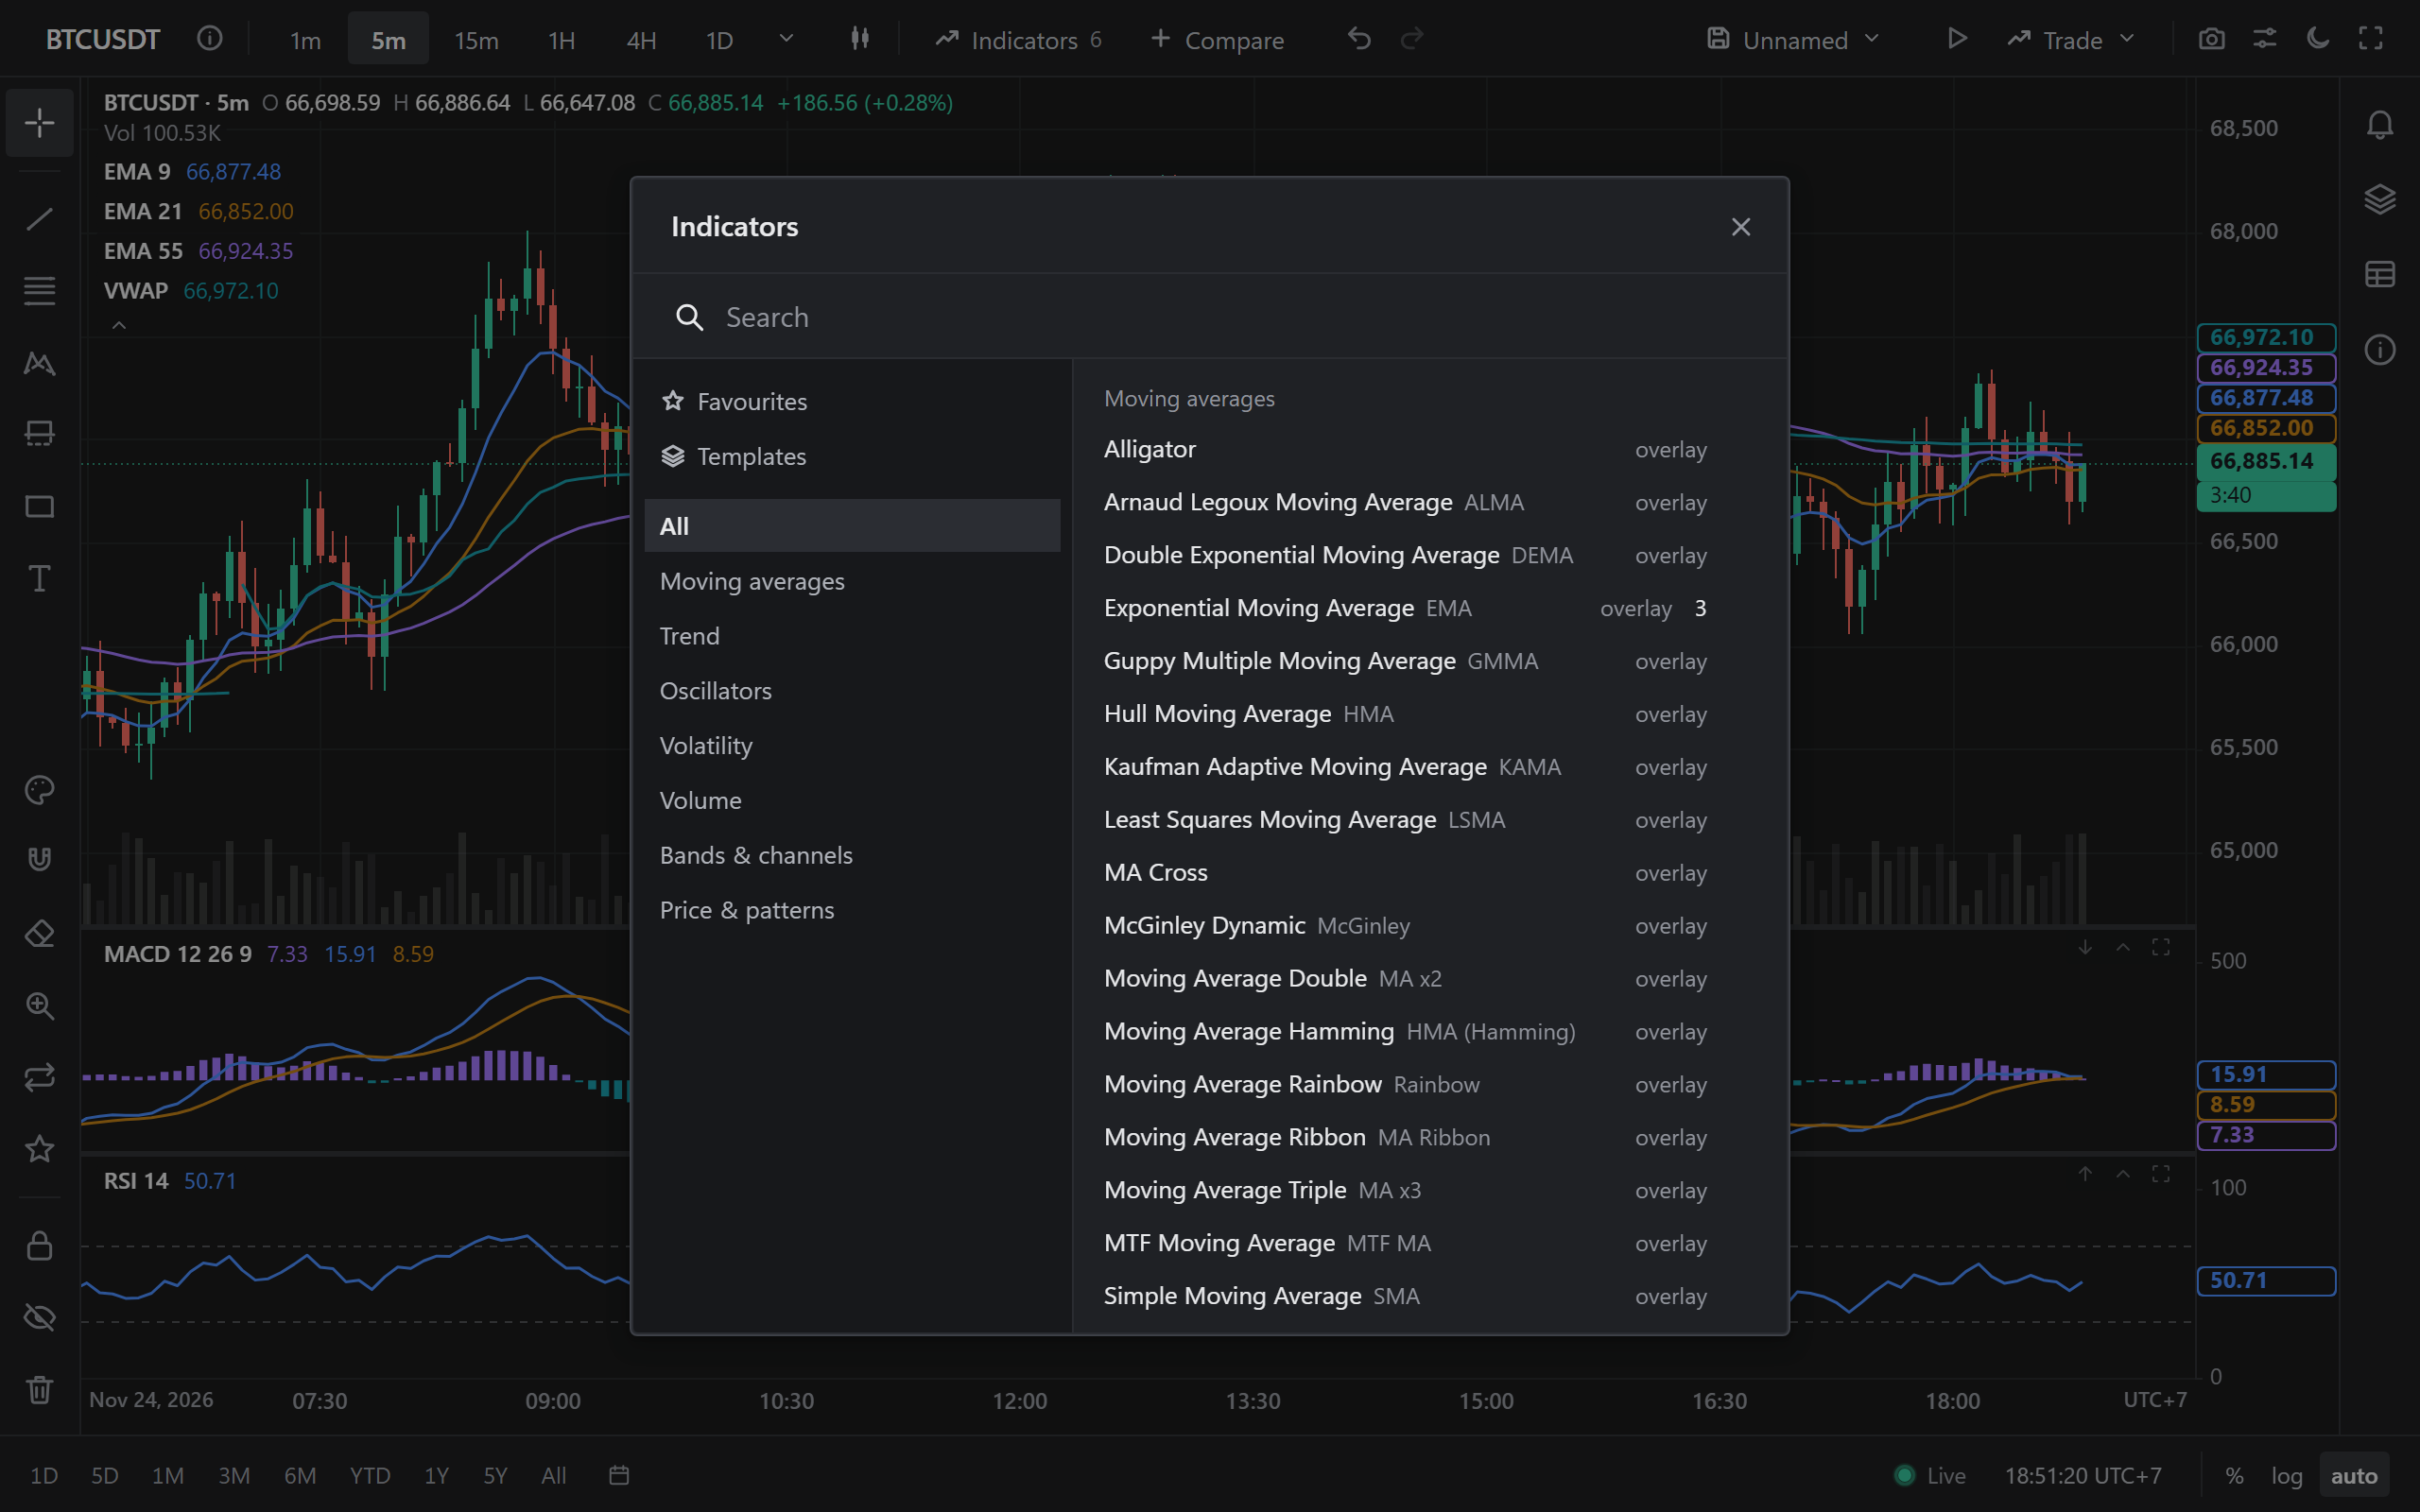 BTCUSDT 1m 5m 15m 1H 4H 1D Indicators 6 Compare Unnamed Trade
BTCUSDT · 5m O 66,698.59 H 66,886.64 L 66,647.08 C 66,885.14 +186.56 (+0.28%)
Vol 100.53K
EMA 9 66,877.48
EMA 21 66,852.00
EMA 55 66,924.35
VWAP 66,972.10
Indicators
Search
Favourites
Templates
All
Moving averages
Trend
Oscillators
Volatility
Volume
Bands & channels
Price & patterns
Moving averages
Alligator overlay
Arnaud Legoux Moving Average ALMA overlay
Double Exponential Moving Average DEMA overlay
Exponential Moving Average EMA overlay 3
Guppy Multiple Moving Average GMMA overlay
Hull Moving Average HMA overlay
Kaufman Adaptive Moving Average KAMA overlay
Least Squares Moving Average LSMA overlay
MA Cross overlay
McGinley Dynamic McGinley overlay
Moving Average Double MA x2 overlay
Moving Average Hamming HMA (Hamming) overlay
Moving Average Rainbow Rainbow overlay
Moving Average Ribbon MA Ribbon overlay
Moving Average Triple MA x3 overlay
MTF Moving Average MTF MA overlay
Simple Moving Average SMA overlay
68,500
68,000
66,972.10
66,924.35
66,877.48
66,852.00
66,885.14
3:40
66,500
66,000
65,500
65,000
MACD 12 26 9 7.33 15.91 8.59
500
15.91
8.59
7.33
RSI 14 50.71
100
50.71
0
Nov 24, 2026 07:30 09:00 10:30 12:00 13:30 15:00 16:30 18:00 UTC+7
1D 5D 1M 3M 6M YTD 1Y 5Y All Live 18:51:20 UTC+7 % log auto